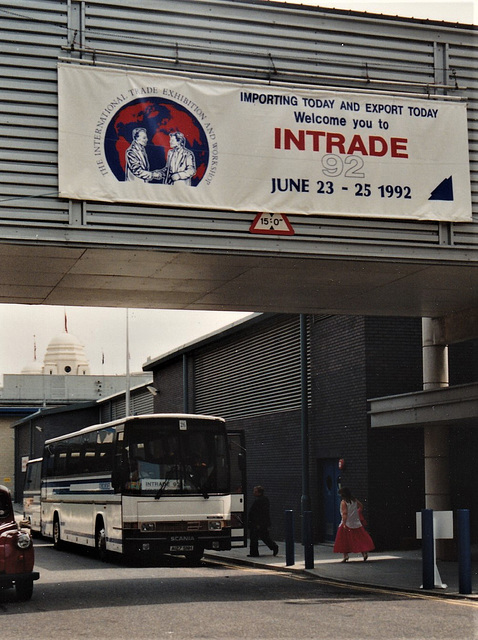 THE INTERNATIONAL TRADE EXHIBITION AND WORKSHOP
IMPORTING TODAY AND EXPORT TODAY
Welcome you to
INTRADE
92
JUNE 23 - 25 1992
15'-0"
INTRADE
SCANIA